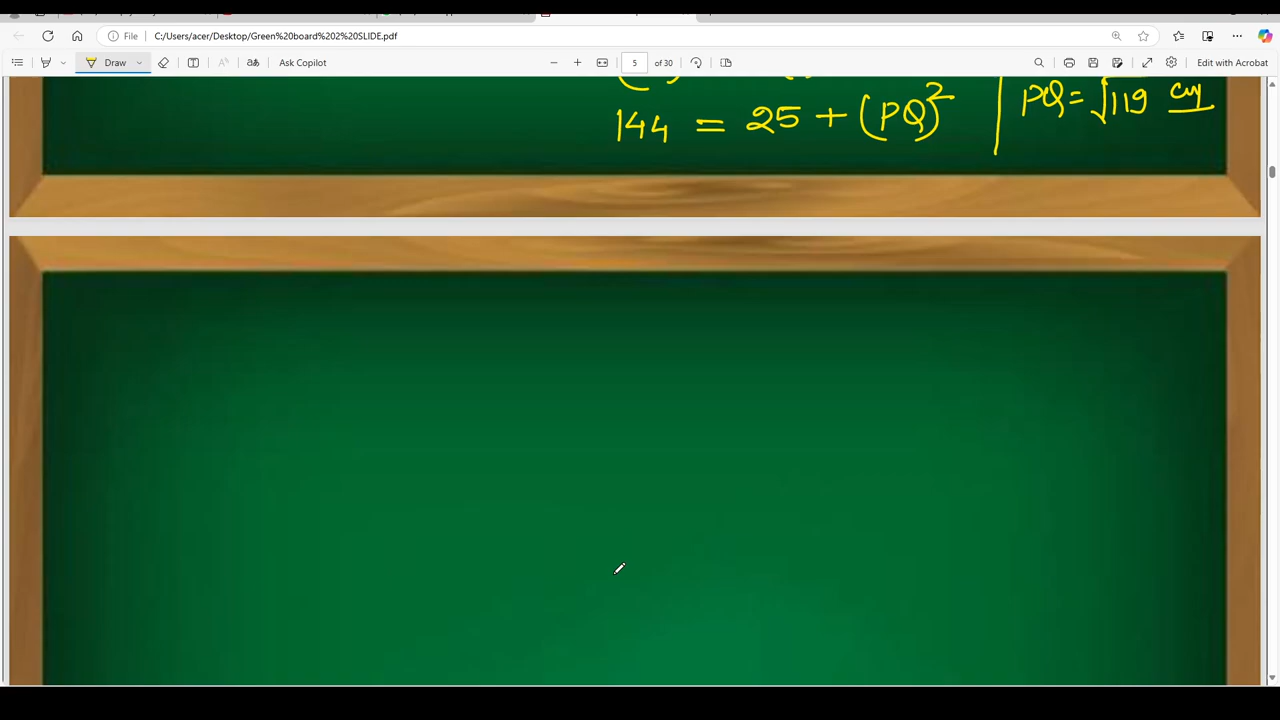 File
C:/Users/acer/Desktop/Green%20board%202%20SLIDE.pdf
Draw
Ask Copilot
5 of 30
Edit with Acrobat
144 = 25 + (PQ)²
PQ = √119 cm